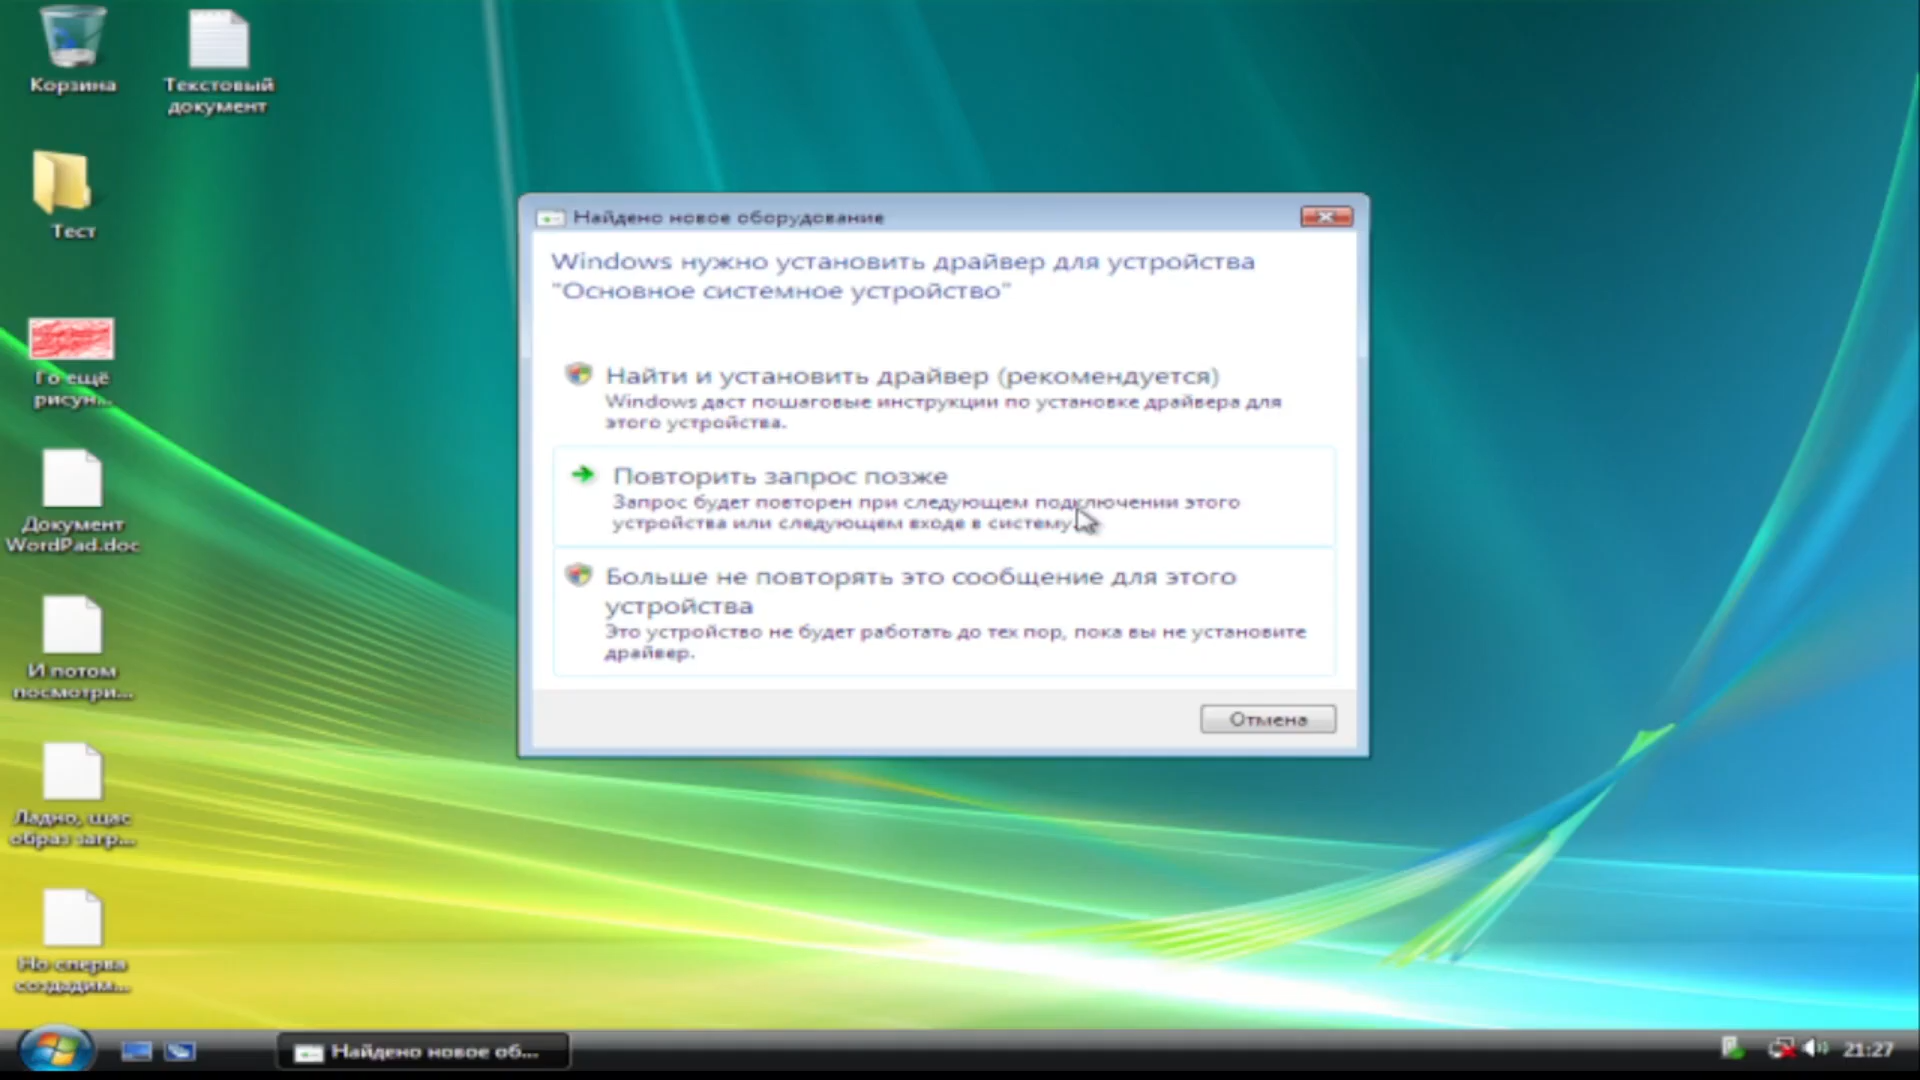 Корзина
Текстовый
документ
Тест
Го ещё
рисун...
Документ
WordPad.doc
И потом
посмотри...
Ладно, щас
образ загр...
Но сперва
создадим...
Найдено новое оборудование
Windows нужно установить драйвер для устройства
"Основное системное устройство"
Найти и установить драйвер (рекомендуется)
Windows даст пошаговые инструкции по установке драйвера для
этого устройства.
Повторить запрос позже
Запрос будет повторен при следующем подключении этого
устройства или следующем входе в систему.
Больше не повторять это сообщение для этого
устройства
Это устройство не будет работать до тех пор, пока вы не установите
драйвер.
Отмена
Найдено новое об...
21:27